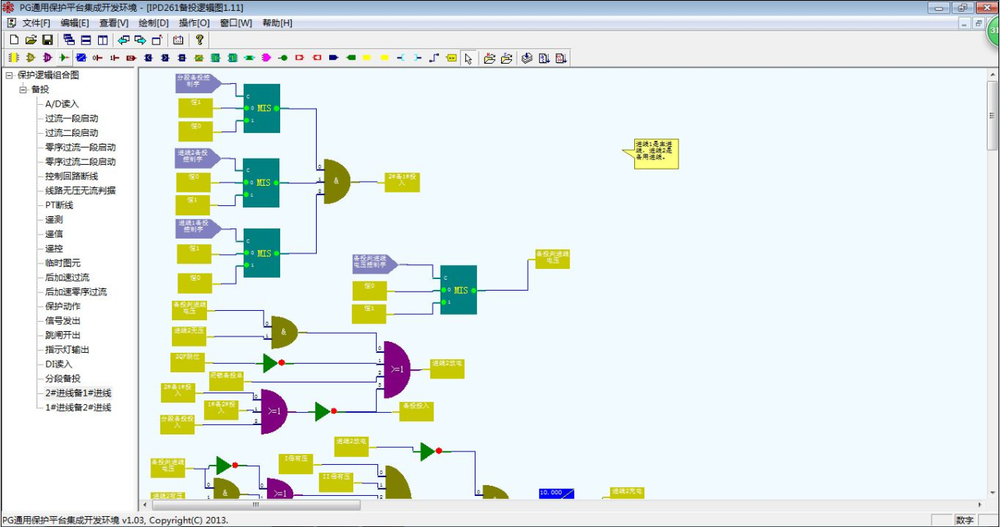 PG通用保护平台集成开发环境 - [IPD261备投逻辑图1.11]
文件[F] 编辑[E] 查看[V] 绘制[D] 操作[O] 窗口[W] 帮助[H]
31
保护逻辑组合图
备投
A/D读入
过流一段启动
过流二段启动
零序过流一段启动
零序过流二段启动
控制回路断线
线路无压无流判据
PT断线
遥测
遥信
遥控
临时图元
后加速过流
后加速零序过流
保护动作
信号发出
跳闸开出
指示灯输出
DI读入
分段备投
2#进线备1#进线
1#进线备2#进线
分段备投控
制字
恒1
恒0
C
0 MIS
1
进线2备投
控制字
恒0
恒1
C
0 MIS
1
进线1备投
控制字
恒1
恒0
C
0 MIS
1
0
1
2
&
2#备1#投
入
进线1是主进
线，进线2是
备用进线。
备投判进线
电压控制字
恒0
恒1
C
0 MIS
1
备投判进线
电压
备投判进线
电压
进线2无压
0
1
&
2QF跳位
闭锁备投单
2#备1#投
入
1#备2#投
入
分段备投投
入
0
1
2
>=1
0
1
2
0
>=1
进线2放电
备投投入
进线2放电
备投判进线
电压
进线2有压
0
1
&
0
>=1
I母有压
II母有压
0
1
2
0
&
10.000
进线2充电
PG通用保护平台集成开发环境 v1.03, Copyright(C) 2013.
数字